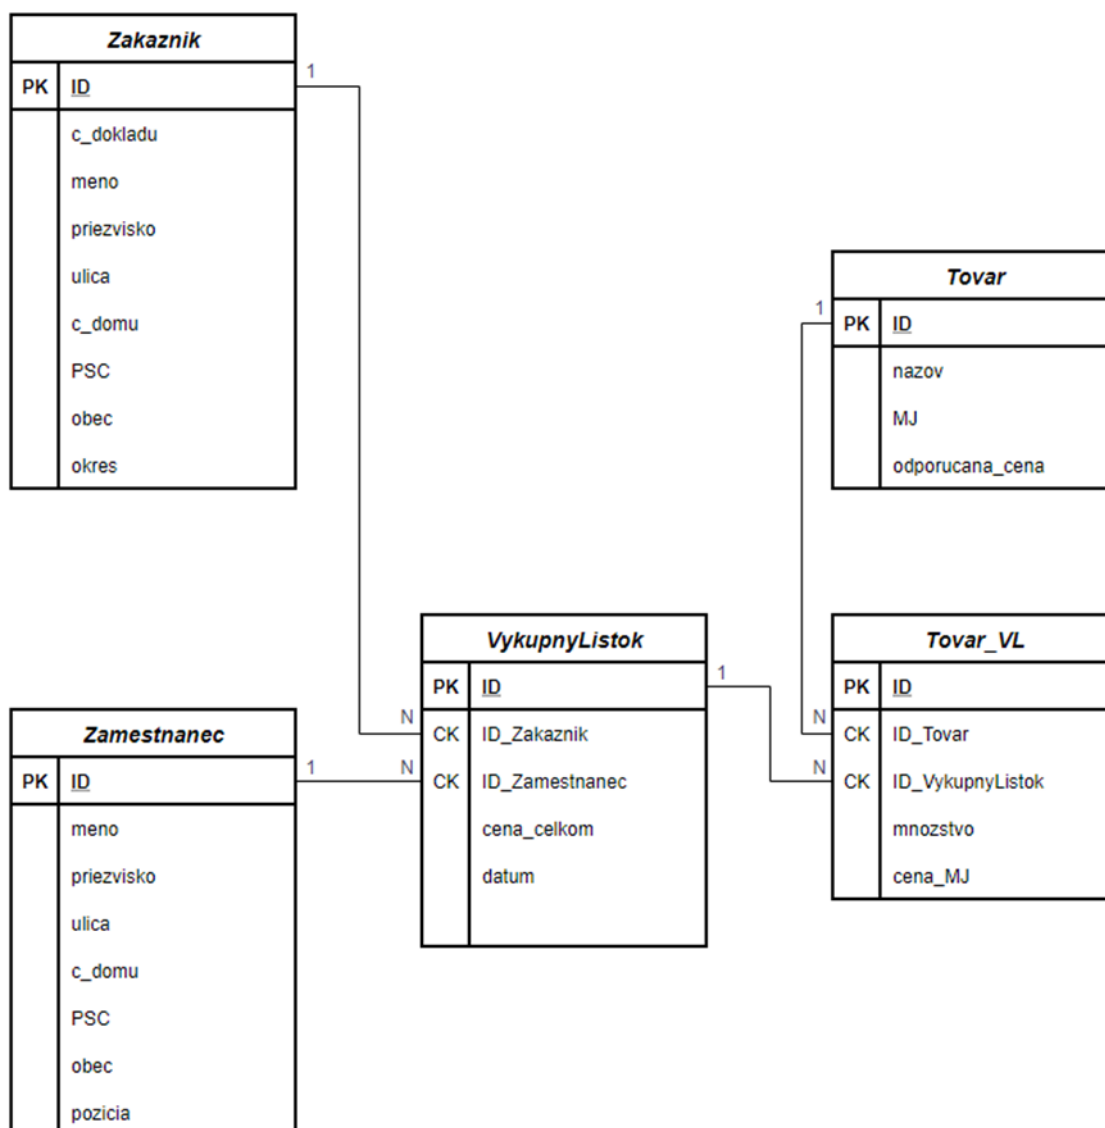 Zakaznik
PK ID
c_dokladu
meno
priezvisko
ulica
c_domu
PSC
obec
okres
1
Tovar
PK ID
nazov
MJ
odporucana_cena
1
VykupnyListok
PK ID
CK ID_Zakaznik
CK ID_Zamestnanec
cena_celkom
datum
N
N
1
Tovar_VL
PK ID
CK ID_Tovar
CK ID_VykupnyListok
mnozstvo
cena_MJ
N
N
Zamestnanec
PK ID
meno
priezvisko
ulica
c_domu
PSC
obec
pozicia
1